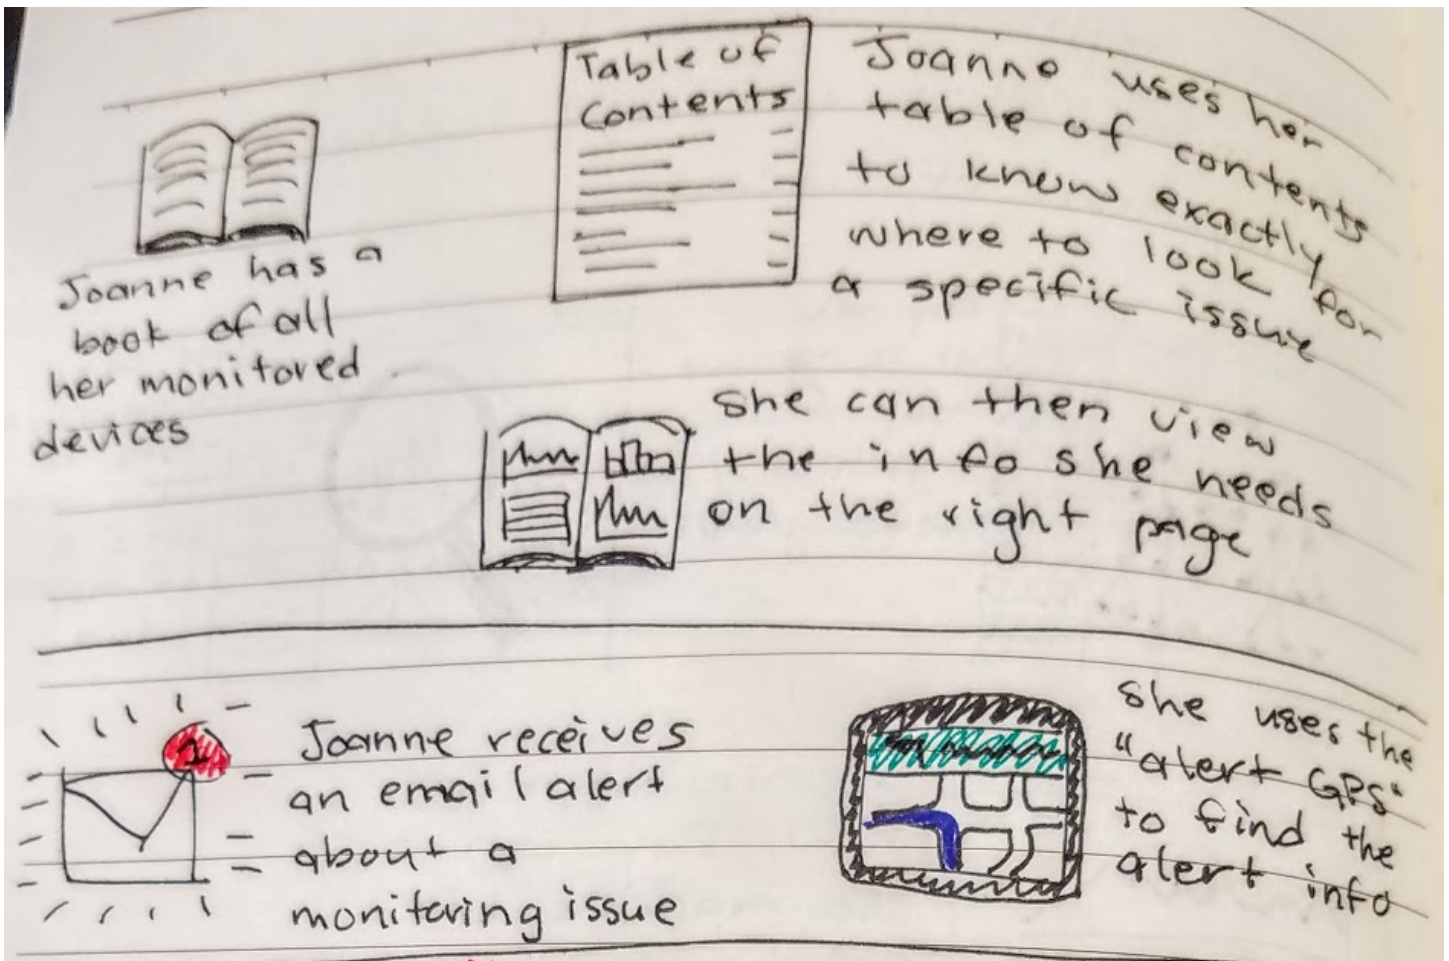 Joanne has a
book of all
her monitored
devices
Table of
Contents
Joanne uses her
table of contents
to know exactly
where to look for
a specific issue
she can then view
the info she needs
on the right page
1
Joanne receives
an email alert
about a
monitoring issue
she uses the
"alert GPS"
to find the
alert info